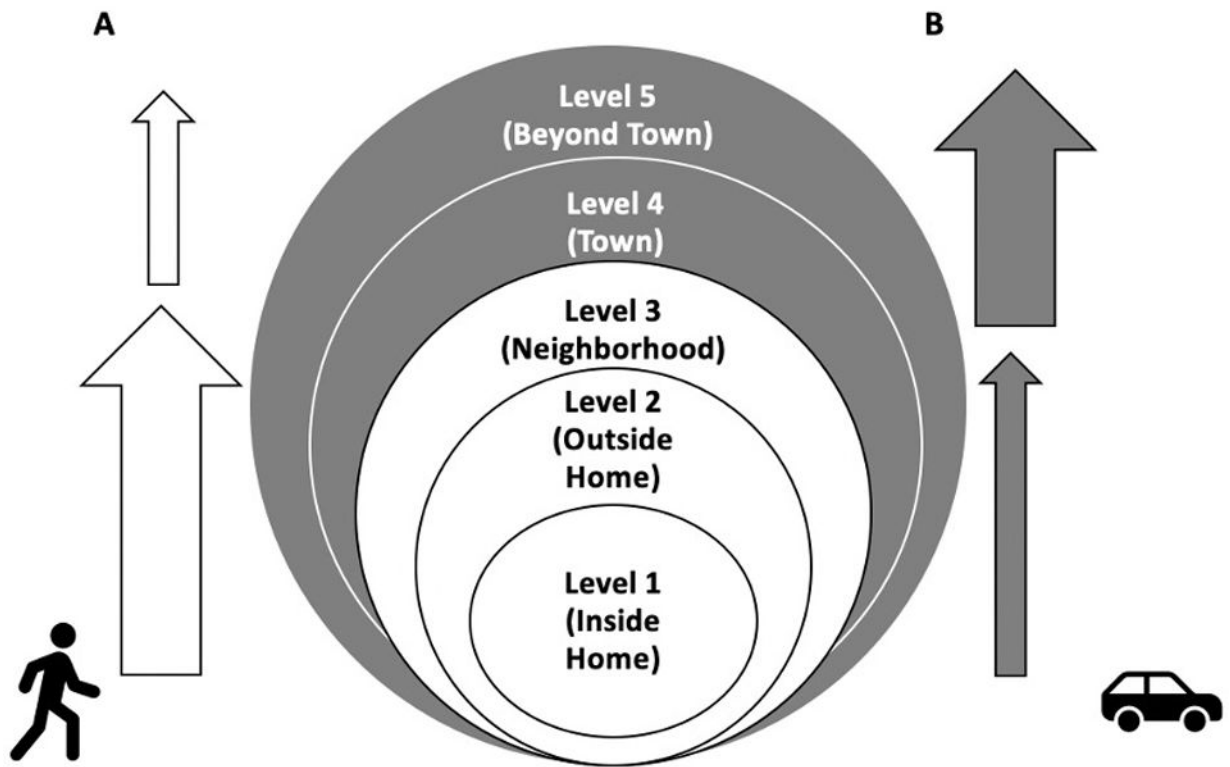 A
B
Level 5
(Beyond Town)
Level 4
(Town)
Level 3
(Neighborhood)
Level 2
(Outside
Home)
Level 1
(Inside
Home)